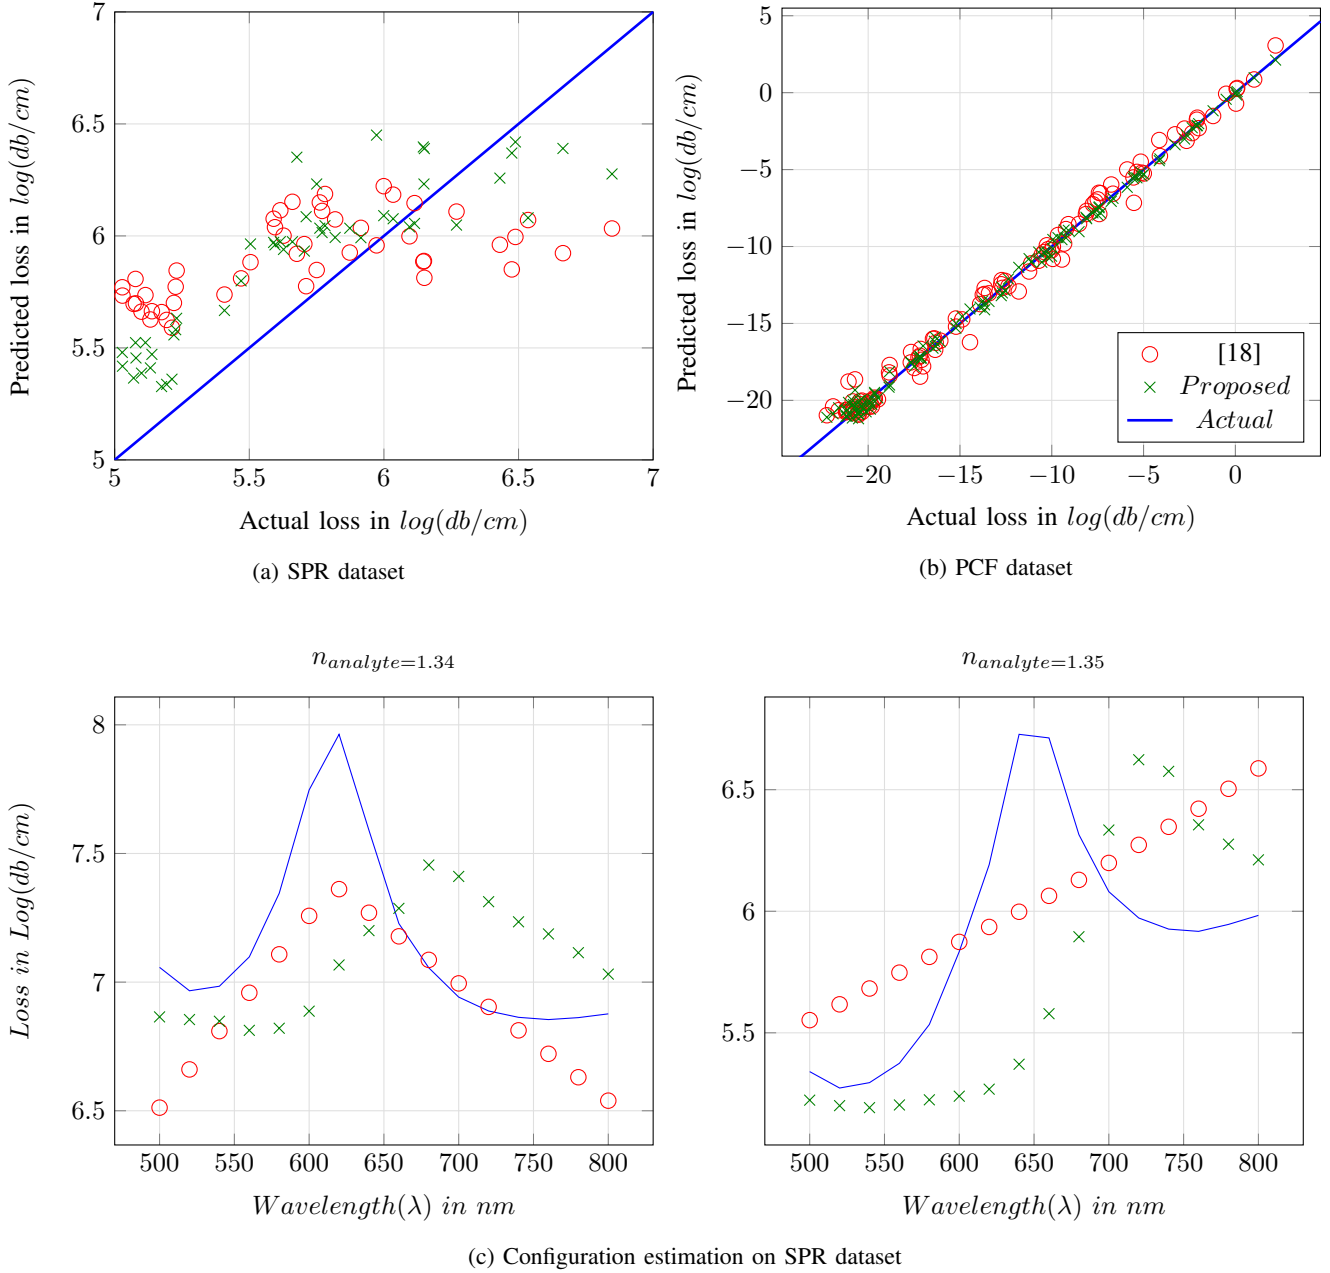 7
6.5
6
5.5
5
5 5.5 6 6.5 7
Predicted loss in log(db/cm)
Actual loss in log(db/cm)
(a) SPR dataset
5
0
−5
−10
−15
−20
−20 −15 −10 −5 0
Predicted loss in log(db/cm)
Actual loss in log(db/cm)
[18]
Proposed
Actual
(b) PCF dataset
n_{analyte=1.34}
8
7.5
7
6.5
500 550 600 650 700 750 800
Loss in Log(db/cm)
Wavelength(λ) in nm
n_{analyte=1.35}
6.5
6
5.5
500 550 600 650 700 750 800
Wavelength(λ) in nm
(c) Configuration estimation on SPR dataset